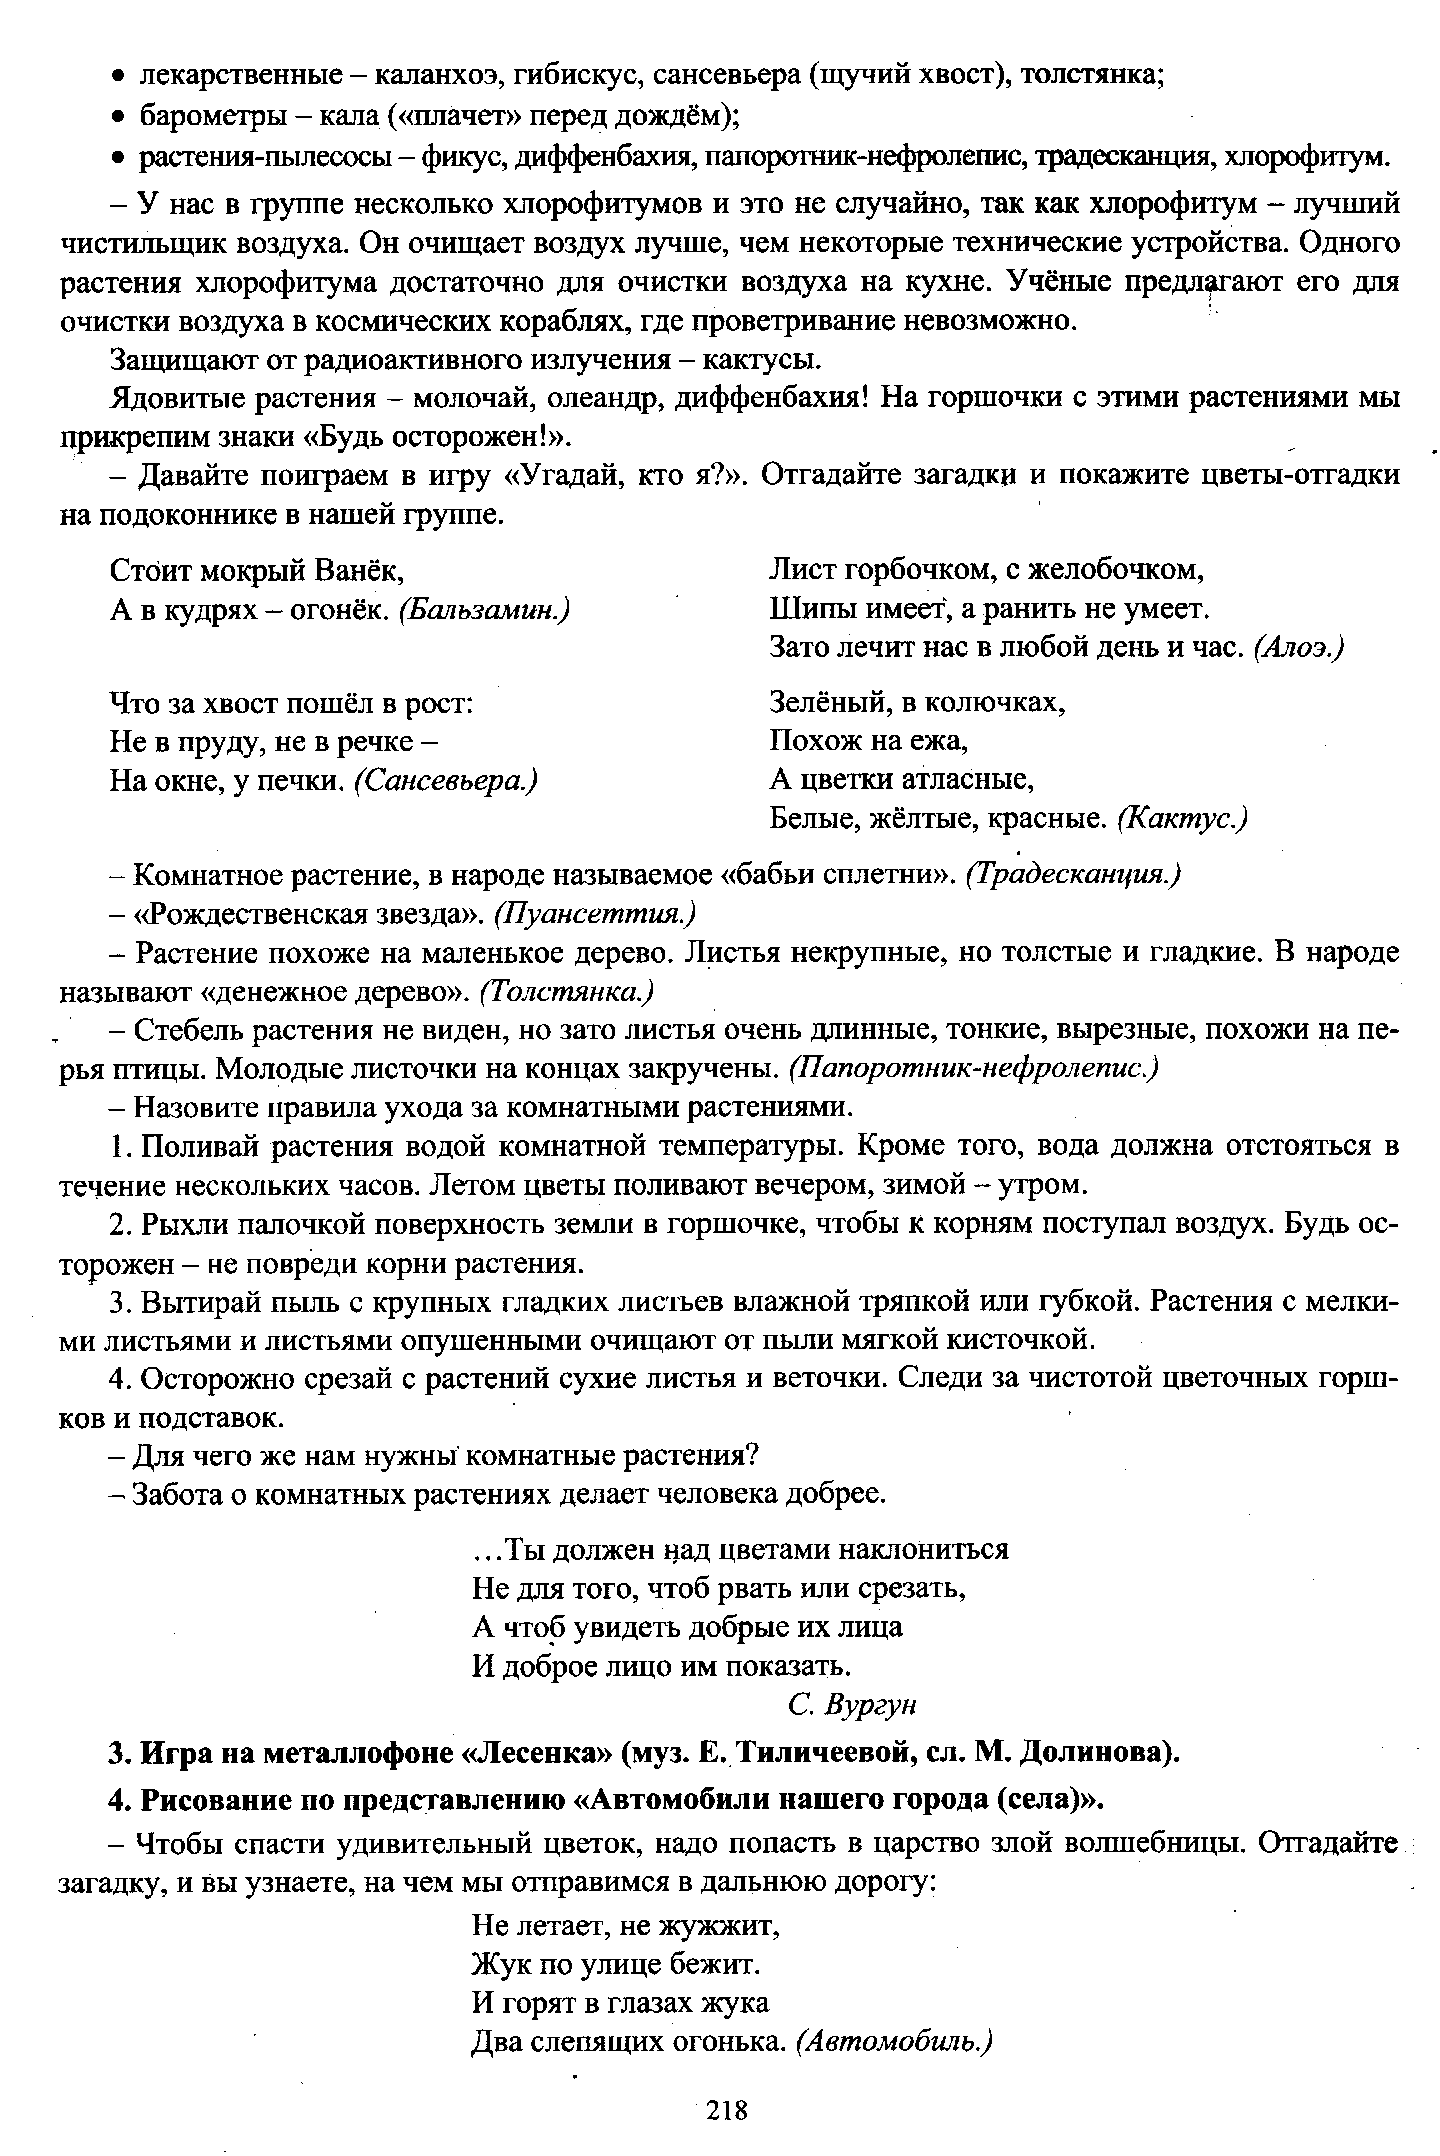 • лекарственные – каланхоэ, гибискус, сансевьера (щучий хвост), толстянка;
• барометры – кала («плачет» перед дождём);
• растения-пылесосы – фикус, диффенбахия, папоротник-нефролепис, традесканция, хлорофитум.
– У нас в группе несколько хлорофитумов и это не случайно, так как хлорофитум – лучший
чистильщик воздуха. Он очищает воздух лучше, чем некоторые технические устройства. Одного
растения хлорофитума достаточно для очистки воздуха на кухне. Учёные предлагают его для
очистки воздуха в космических кораблях, где проветривание невозможно.
Защищают от радиоактивного излучения – кактусы.
Ядовитые растения – молочай, олеандр, диффенбахия! На горшочки с этими растениями мы
прикрепим знаки «Будь осторожен!».
– Давайте поиграем в игру «Угадай, кто я?». Отгадайте загадки и покажите цветы-отгадки
на подоконнике в нашей группе.
Стоит мокрый Ванёк,
А в кудрях – огонёк. (Бальзамин.)
Лист горбочком, с желобочком,
Шипы имеет, а ранить не умеет.
Зато лечит нас в любой день и час. (Алоэ.)
Что за хвост пошёл в рост:
Не в пруду, не в речке –
На окне, у печки. (Сансевьера.)
Зелёный, в колючках,
Похож на ежа,
А цветки атласные,
Белые, жёлтые, красные. (Кактус.)
– Комнатное растение, в народе называемое «бабьи сплетни». (Традесканция.)
– «Рождественская звезда». (Пуансеттия.)
– Растение похоже на маленькое дерево. Листья некрупные, но толстые и гладкие. В народе
называют «денежное дерево». (Толстянка.)
– Стебель растения не виден, но зато листья очень длинные, тонкие, вырезные, похожи на пе-
рья птицы. Молодые листочки на концах закручены. (Папоротник-нефролепис.)
– Назовите правила ухода за комнатными растениями.
1. Поливай растения водой комнатной температуры. Кроме того, вода должна отстояться в
течение нескольких часов. Летом цветы поливают вечером, зимой – утром.
2. Рыхли палочкой поверхность земли в горшочке, чтобы к корням поступал воздух. Будь ос-
торожен – не повреди корни растения.
3. Вытирай пыль с крупных гладких листьев влажной тряпкой или губкой. Растения с мелки-
ми листьями и листьями опушенными очищают от пыли мягкой кисточкой.
4. Осторожно срезай с растений сухие листья и веточки. Следи за чистотой цветочных горш-
ков и подставок.
– Для чего же нам нужны комнатные растения?
– Забота о комнатных растениях делает человека добрее.
...Ты должен над цветами наклониться
Не для того, чтоб рвать или срезать,
А чтоб увидеть добрые их лица
И доброе лицо им показать.
С. Вургун
3. Игра на металлофоне «Лесенка» (муз. Е. Тиличеевой, сл. М. Долинова).
4. Рисование по представлению «Автомобили нашего города (села)».
– Чтобы спасти удивительный цветок, надо попасть в царство злой волшебницы. Отгадайте
загадку, и вы узнаете, на чем мы отправимся в дальнюю дорогу:
Не летает, не жужжит,
Жук по улице бежит.
И горят в глазах жука
Два слепящих огонька. (Автомобиль.)
218